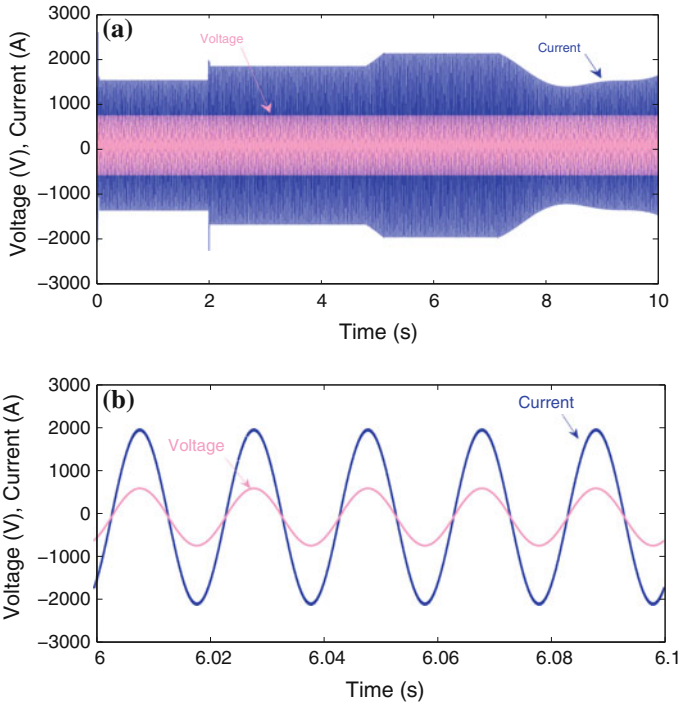 (a)
Voltage
Current
Voltage (V), Current (A)
3000
2000
1000
0
−1000
−2000
−3000
0 2 4 6 8 10
Time (s)
(b)
Current
Voltage
Voltage (V), Current (A)
3000
2000
1000
0
−1000
−2000
−3000
6 6.02 6.04 6.06 6.08 6.1
Time (s)